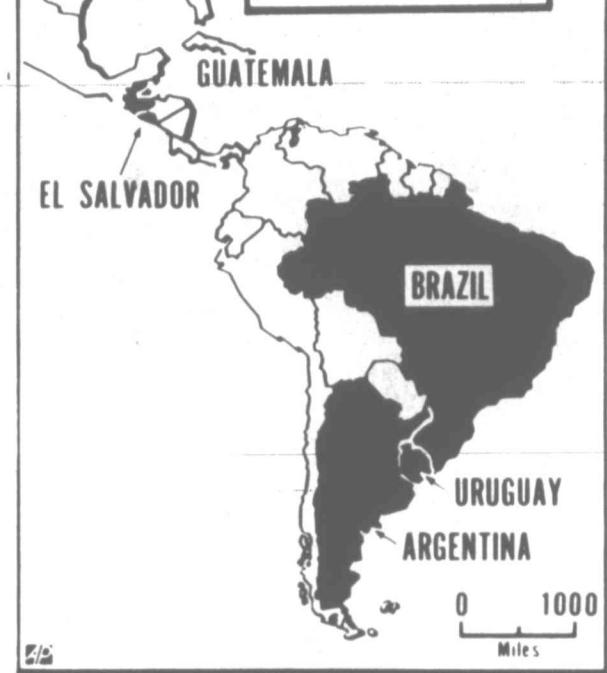 GUATEMALA
EL SALVADOR
BRAZIL
URUGUAY
ARGENTINA
0 1000
Miles
AP